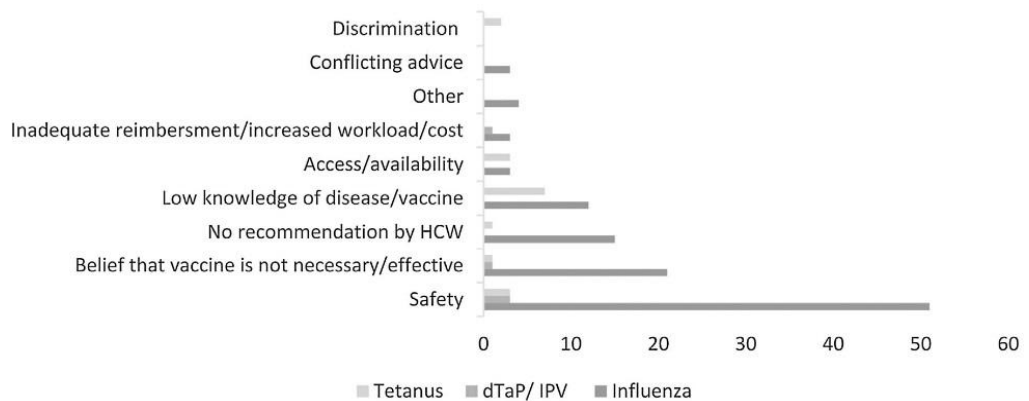 Discrimination
Conflicting advice
Other
Inadequate reimbersment/increased workload/cost
Access/availability
Low knowledge of disease/vaccine
No recommendation by HCW
Belief that vaccine is not necessary/effective
Safety
0 10 20 30 40 50 60
Tetanus dTaP/ IPV Influenza